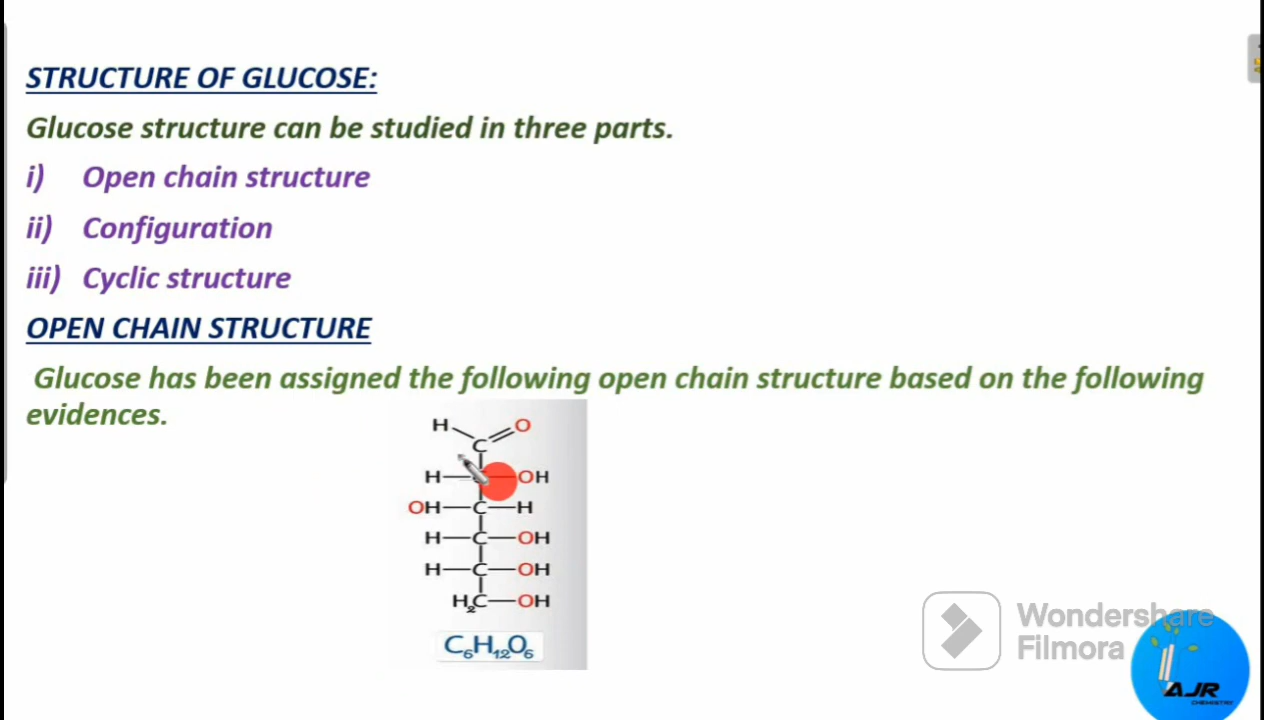 STRUCTURE OF GLUCOSE:
Glucose structure can be studied in three parts.
i) Open chain structure
ii) Configuration
iii) Cyclic structure
OPEN CHAIN STRUCTURE
Glucose has been assigned the following open chain structure based on the following
evidences.
H O
C
H OH
OH—C—H
H—C—OH
H—C—OH
H₂C—OH
C₆H₁₂O₆
Wondershare
Filmora
AJR
CHEMISTRY